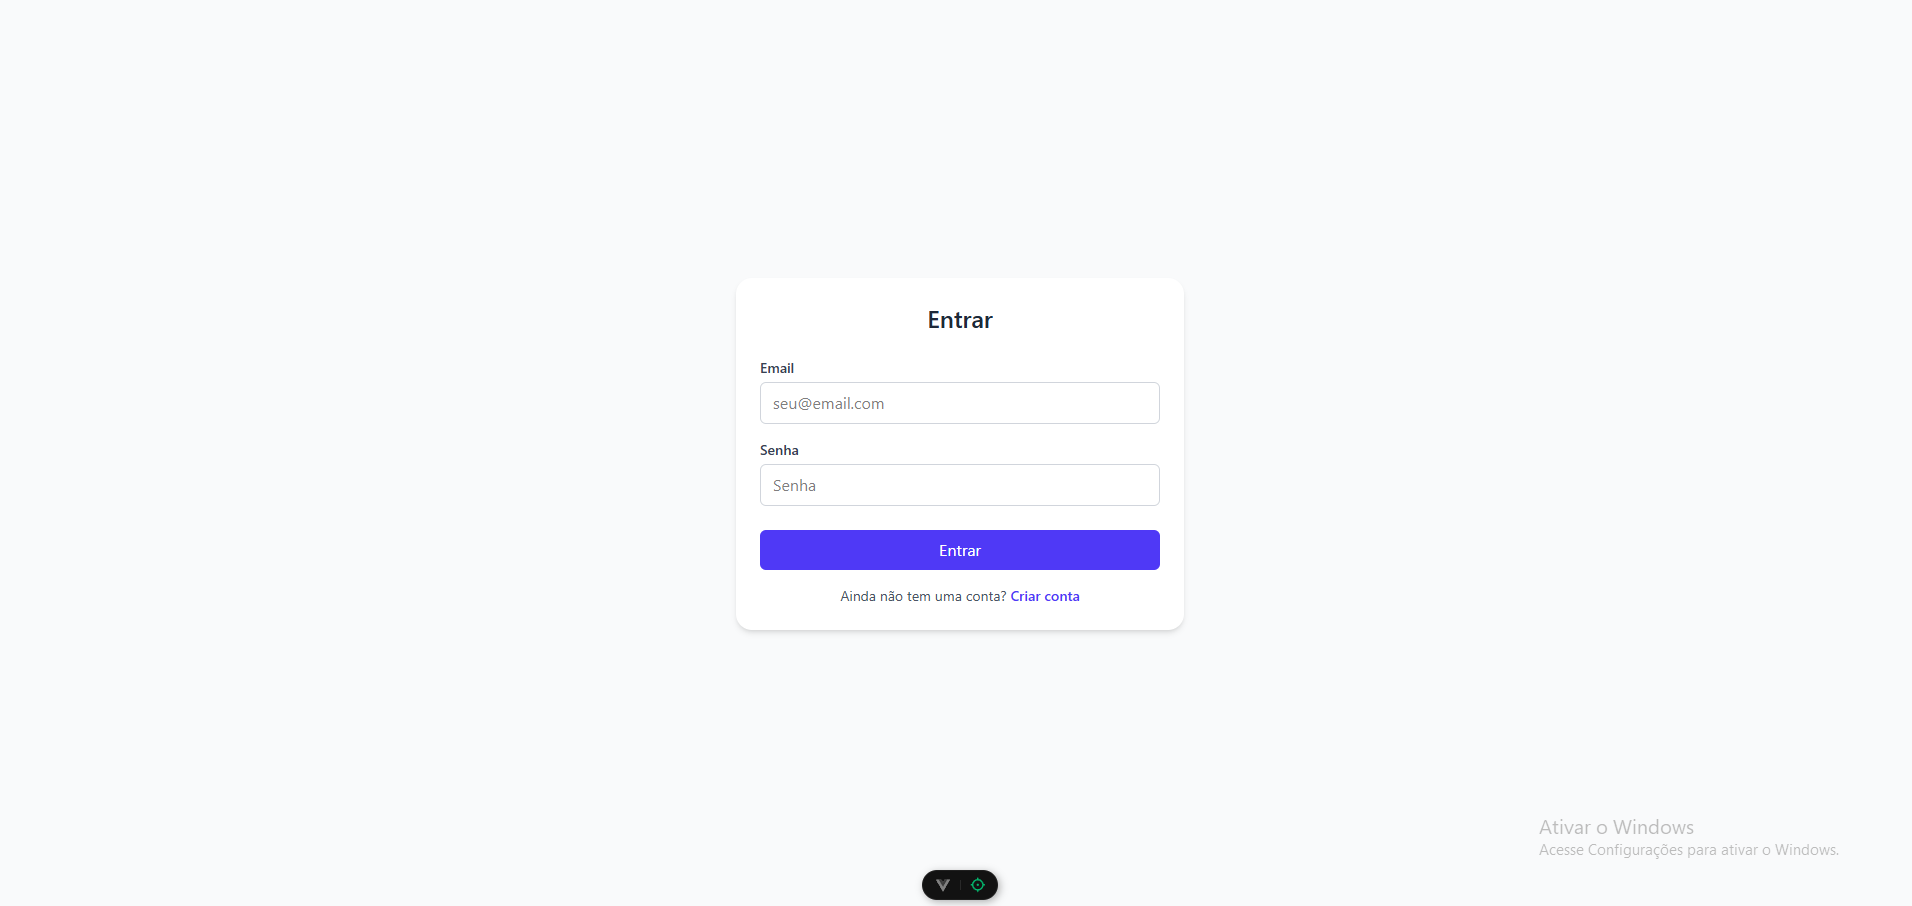 Entrar
Email
seu@email.com
Senha
Senha
Entrar
Ainda não tem uma conta? Criar conta
Ativar o Windows
Acesse Configurações para ativar o Windows.